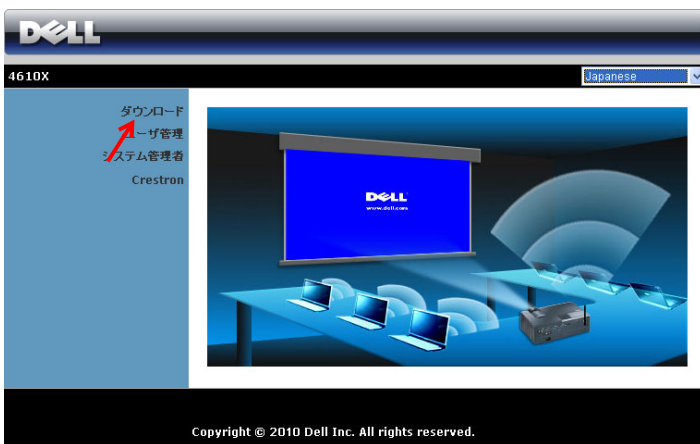 DELL
4610X
Japanese
ダウンロード
ユーザ管理
システム管理者
Crestron
DELL
www.dell.com
Copyright © 2010 Dell Inc. All rights reserved.